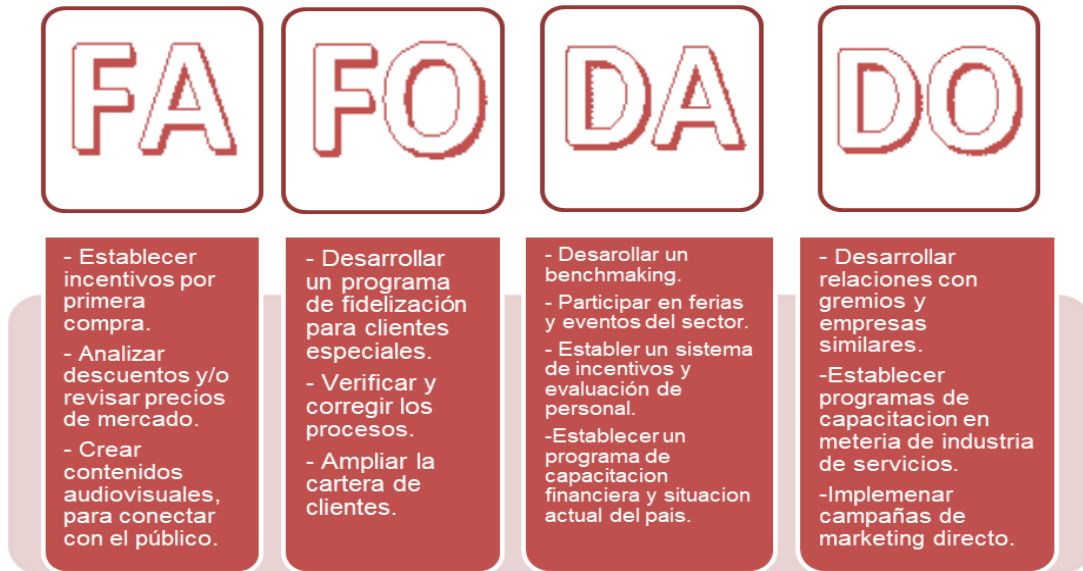 FA
- Establecer
incentivos por
primera
compra.
- Analizar
descuentos y/o
revisar precios
de mercado.
- Crear
contenidos
audiovisuales,
para conectar
con el público.
FO
- Desarrollar
un programa
de fidelización
para clientes
especiales.
- Verificar y
corregir los
procesos.
- Ampliar la
cartera de
clientes.
DA
- Desarollar un
benchmaking.
- Participar en ferias
y eventos del sector.
- Establer un sistema
de incentivos y
evaluación de
personal.
-Establecer un
programa de
capacitacion
financiera y situacion
actual del pais.
DO
- Desarrollar
relaciones con
gremios y
empresas
similares.
-Establecer
programas de
capacitacion en
meteria de industria
de servicios.
-Implemenar
campañas de
marketing directo.